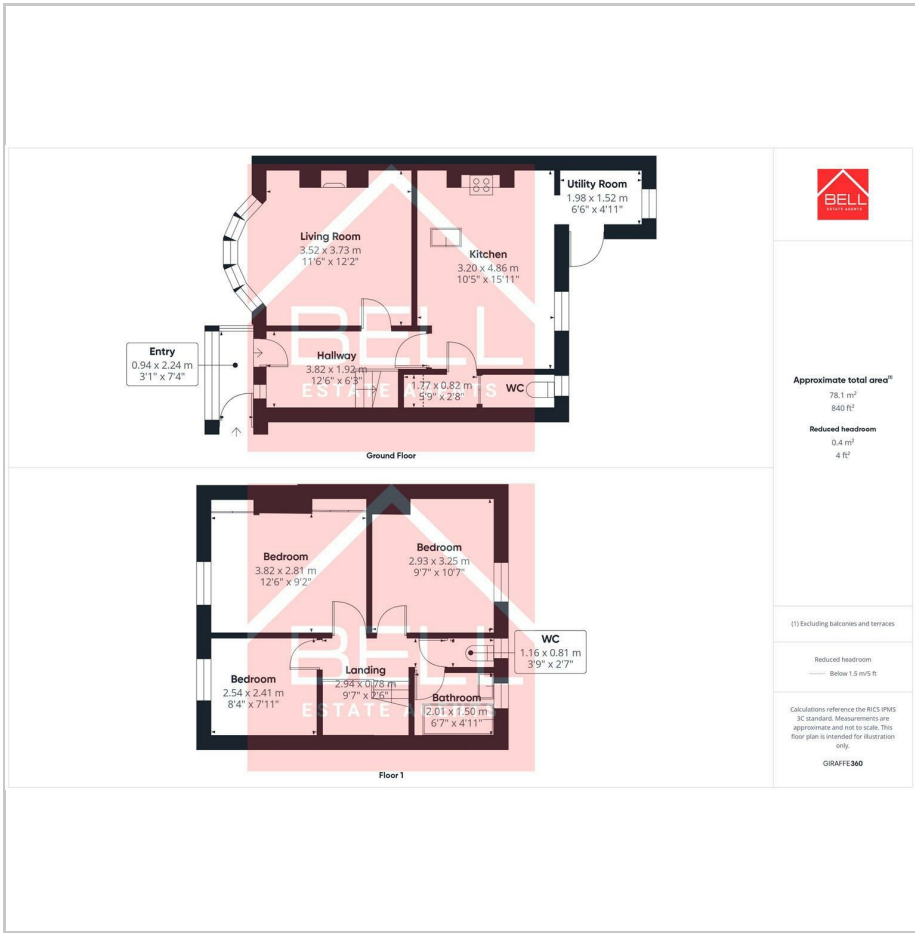 Living Room
3.52 x 3.73 m
11'6" x 12'2"
Kitchen
3.20 x 4.86 m
10'5" x 15'11"
Utility Room
1.98 x 1.52 m
6'6" x 4'11"
Entry
0.94 x 2.24 m
3'1" x 7'4"
Hallway
3.82 x 1.92 m
12'6" x 6'3"
1.77 x 0.82 m
5'9" x 2'8"
WC
BELL
ESTATE AGENTS
Ground Floor
Bedroom
3.82 x 2.81 m
12'6" x 9'2"
Bedroom
2.93 x 3.25 m
9'7" x 10'7"
WC
1.16 x 0.81 m
3'9" x 2'7"
Bedroom
2.54 x 2.41 m
8'4" x 7'11"
Landing
2.94 x 0.78 m
9'7" x 2'6"
Bathroom
2.01 x 1.50 m
6'7" x 4'11"
BELL
ESTATE AGENTS
Floor 1
BELL
ESTATE AGENTS
Approximate total area(1)
78.1 m²
840 ft²
Reduced headroom
0.4 m²
4 ft²
(1) Excluding balconies and terraces
Reduced headroom
Below 1.5 m/5 ft
Calculations reference the RICS IPMS
3C standard. Measurements are
approximate and not to scale. This
floor plan is intended for illustration
only.
GIRAFFE360